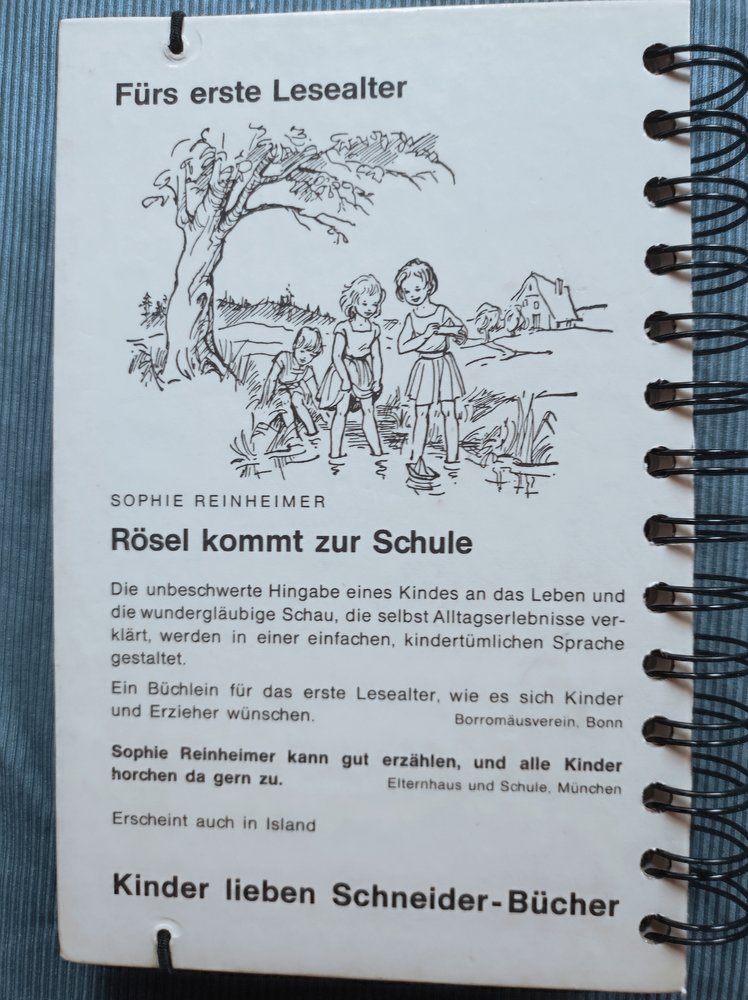 Fürs erste Lesealter
SOPHIE REINHEIMER
Rösel kommt zur Schule
Die unbeschwerte Hingabe eines Kindes an das Leben und
die wundergläubige Schau, die selbst Alltagserlebnisse ver-
klärt, werden in einer einfachen, kindertümlichen Sprache
gestaltet.
Ein Büchlein für das erste Lesealter, wie es sich Kinder
und Erzieher wünschen. Borromäusverein, Bonn
Sophie Reinheimer kann gut erzählen, und alle Kinder
horchen da gern zu. Elternhaus und Schule, München
Erscheint auch in Island
Kinder lieben Schneider-Bücher